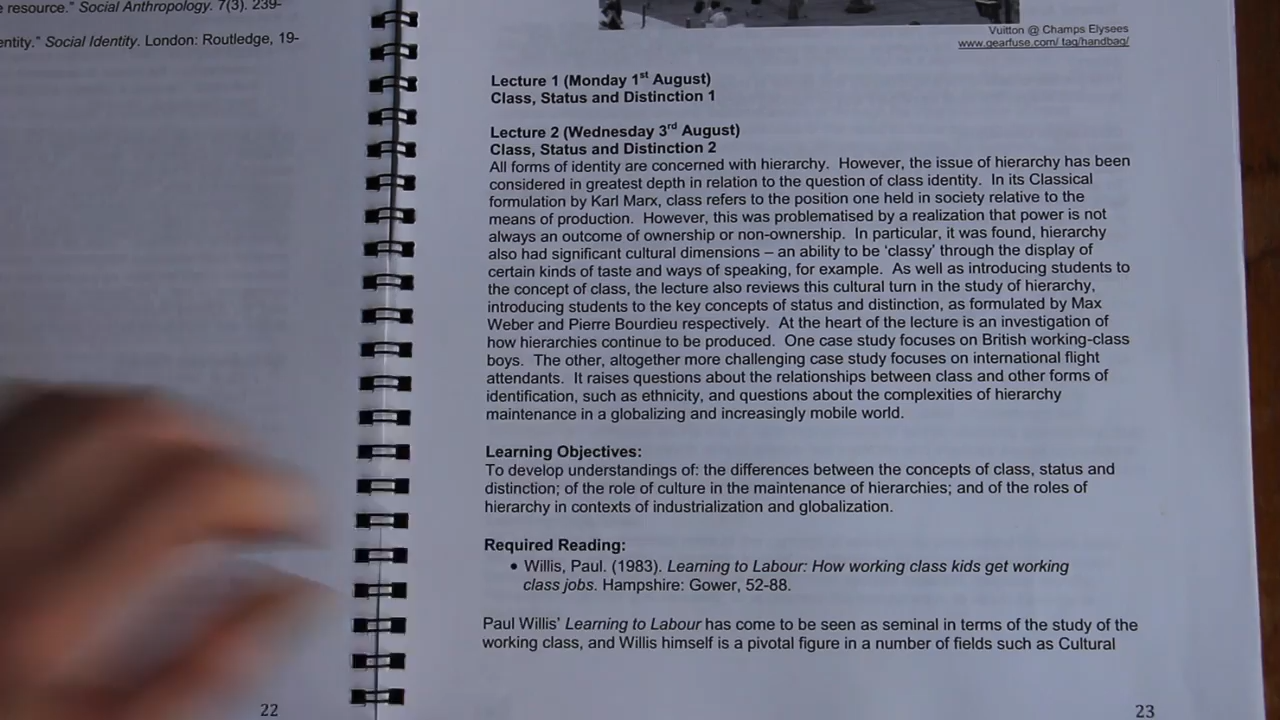 e resource." Social Anthropology. 7(3). 239-
entity." Social Identity. London: Routledge, 19-
22
Vuitton @ Champs Elysees
www.gearfuse.com/ tag/handbag/
Lecture 1 (Monday 1st August)
Class, Status and Distinction 1
Lecture 2 (Wednesday 3rd August)
Class, Status and Distinction 2
All forms of identity are concerned with hierarchy. However, the issue of hierarchy has been
considered in greatest depth in relation to the question of class identity. In its Classical
formulation by Karl Marx, class refers to the position one held in society relative to the
means of production. However, this was problematised by a realization that power is not
always an outcome of ownership or non-ownership. In particular, it was found, hierarchy
also had significant cultural dimensions – an ability to be 'classy' through the display of
certain kinds of taste and ways of speaking, for example. As well as introducing students to
the concept of class, the lecture also reviews this cultural turn in the study of hierarchy,
introducing students to the key concepts of status and distinction, as formulated by Max
Weber and Pierre Bourdieu respectively. At the heart of the lecture is an investigation of
how hierarchies continue to be produced. One case study focuses on British working-class
boys. The other, altogether more challenging case study focuses on international flight
attendants. It raises questions about the relationships between class and other forms of
identification, such as ethnicity, and questions about the complexities of hierarchy
maintenance in a globalizing and increasingly mobile world.
Learning Objectives:
To develop understandings of: the differences between the concepts of class, status and
distinction; of the role of culture in the maintenance of hierarchies; and of the roles of
hierarchy in contexts of industrialization and globalization.
Required Reading:
• Willis, Paul. (1983). Learning to Labour: How working class kids get working
class jobs. Hampshire: Gower, 52-88.
Paul Willis' Learning to Labour has come to be seen as seminal in terms of the study of the
working class, and Willis himself is a pivotal figure in a number of fields such as Cultural
23